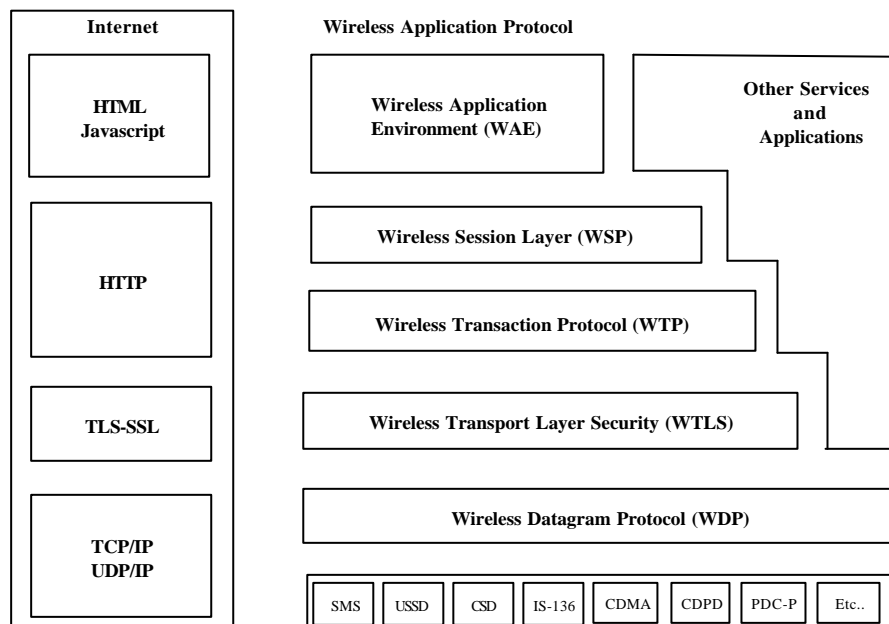 Internet
HTML
Javascript
HTTP
TLS-SSL
TCP/IP
UDP/IP
Wireless Application Protocol
Wireless Application
Environment (WAE)
Other Services
and
Applications
Wireless Session Layer (WSP)
Wireless Transaction Protocol (WTP)
Wireless Transport Layer Security (WTLS)
Wireless Datagram Protocol (WDP)
SMS USSD CSD IS-136 CDMA CDPD PDC-P Etc..